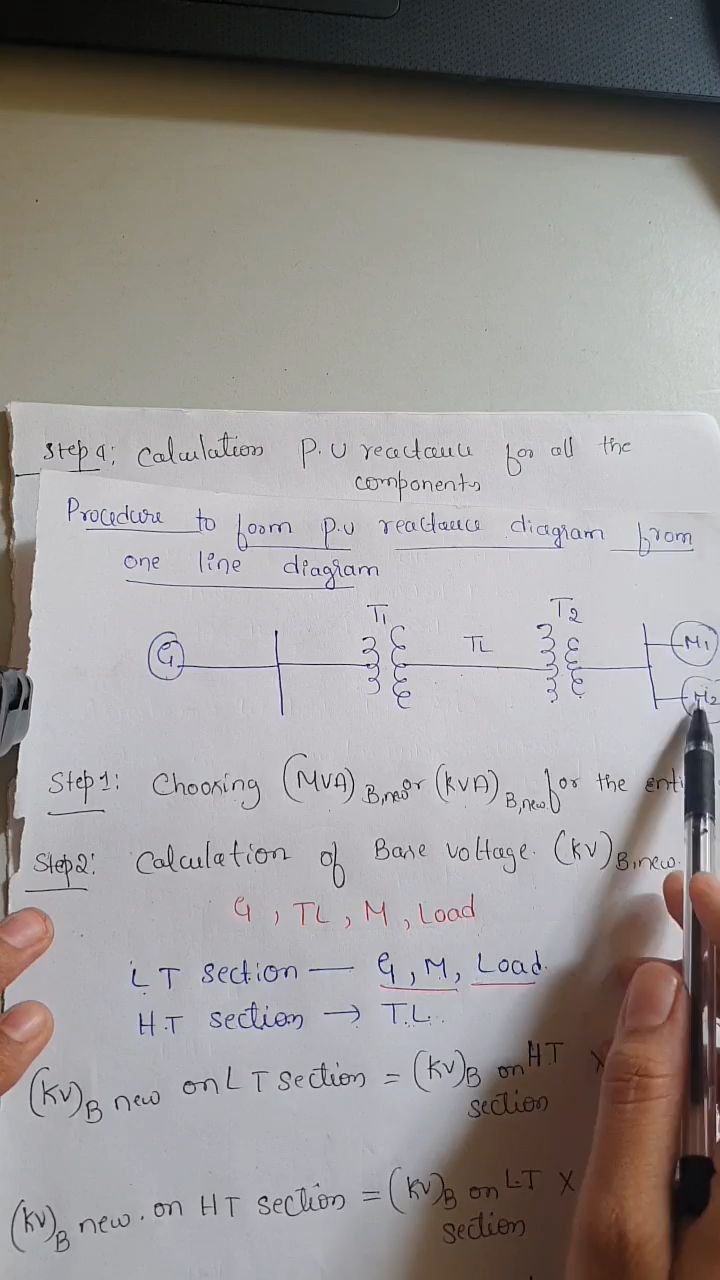 Step 4: Calculation P.U reactance for all the
components
Procedure to form p.u reactance diagram from
one line diagram
G T1 TL T2 M1
M2
Step 1: Choosing (MVA)B,new or (KVA)B,new for the
Step 2: Calculation of Base voltage. (KV)B,new.
G, TL, M, Load
LT section — G, M, Load.
H.T section → T.L.
(KV)B new on LT section = (KV)B on HT section X
(KV)B new. on HT section = (KV)B on L.T section X